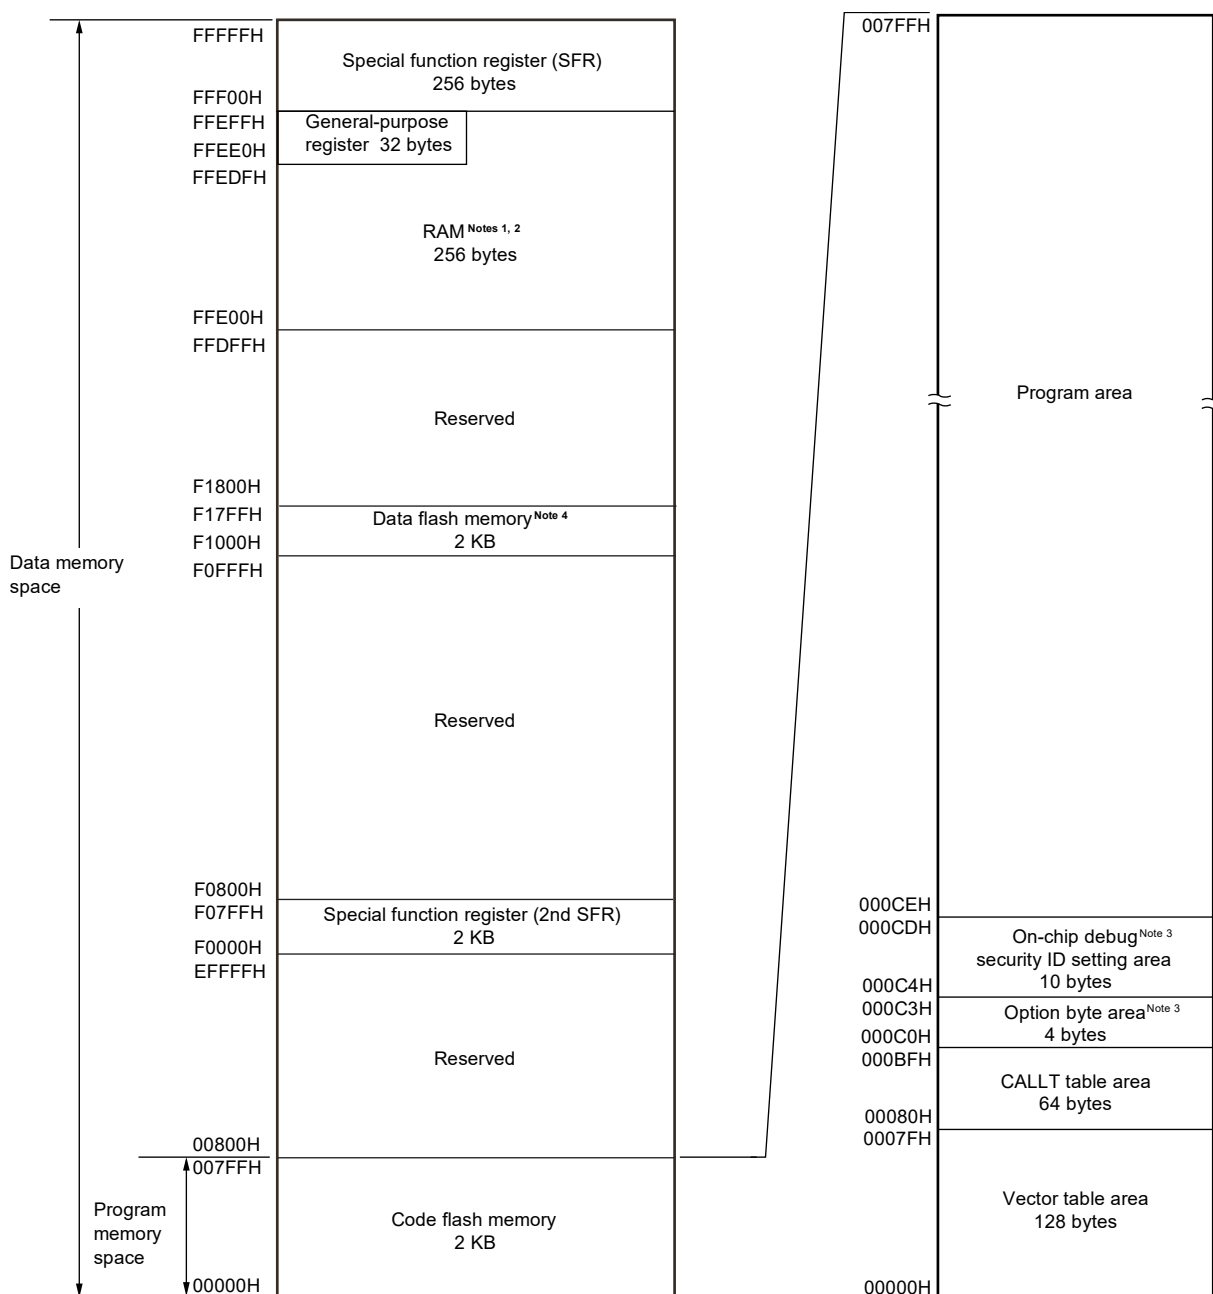 FFFFFH
Special function register (SFR)
256 bytes
FFF00H
FFEFFH
General-purpose
register 32 bytes
FFEE0H
FFEDFH
RAM Notes 1, 2
256 bytes
FFE00H
FFDFFH
Reserved
F1800H
F17FFH
Data flash memory Note 4
2 KB
F1000H
F0FFFH
Data memory
space
Reserved
F0800H
F07FFH
Special function register (2nd SFR)
2 KB
F0000H
EFFFFH
Reserved
00800H
007FFH
Program
memory
space
Code flash memory
2 KB
00000H
007FFH
Program area
000CEH
000CDH
On-chip debug Note 3
security ID setting area
10 bytes
000C4H
000C3H
Option byte area Note 3
4 bytes
000C0H
000BFH
CALLT table area
64 bytes
00080H
0007FH
Vector table area
128 bytes
00000H